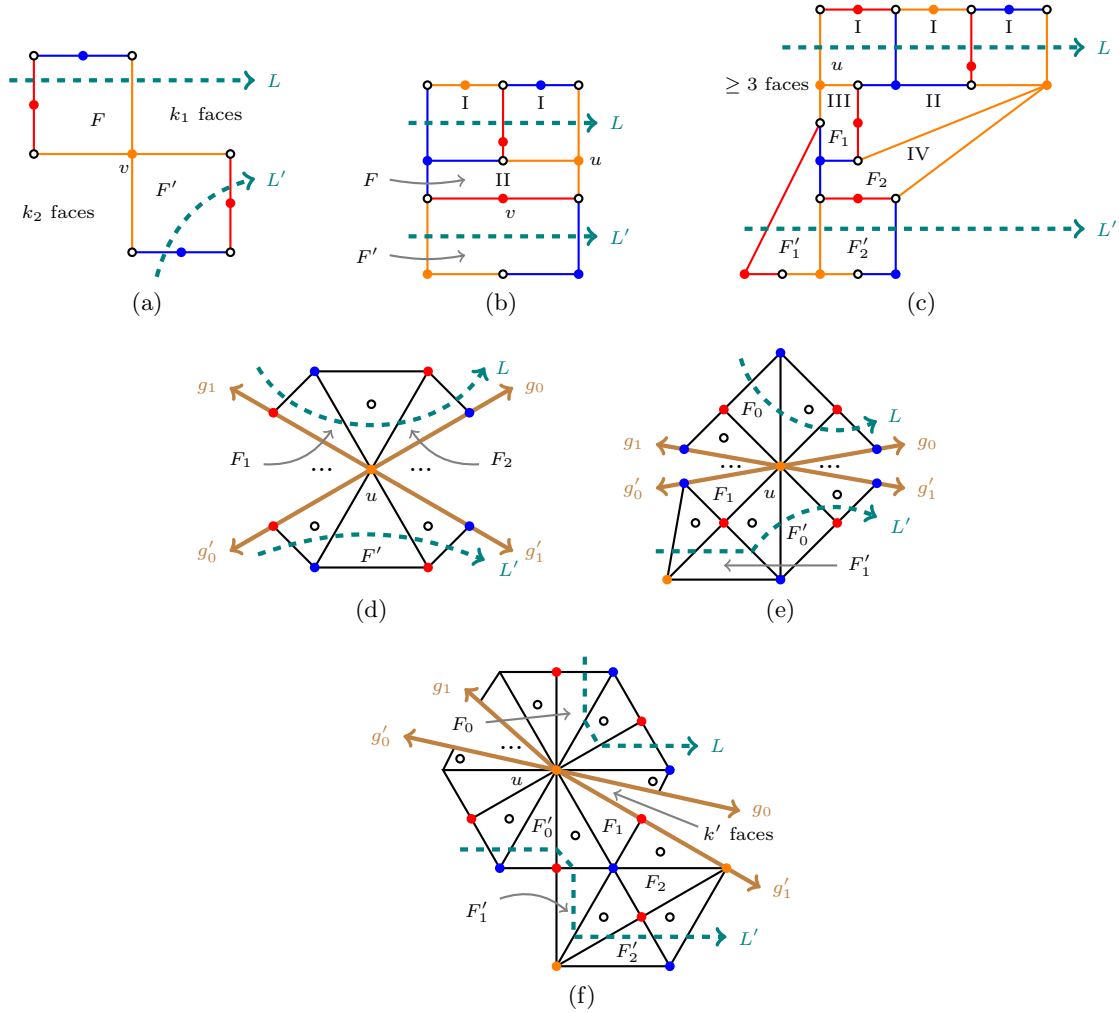 L
F
k₁ faces
v
F′
L′
k₂ faces
(a)
I
I
L
u
F
II
v
L′
F′
(b)
I
I
I
L
u
≥ 3 faces
III
II
F₁
IV
F₂
L′
F′₁
F′₂
(c)
g₁
L
g₀
F₁
...
...
F₂
u
g′₀
F′
L′
g′₁
(d)
F₀
L
g₁
g₀
...
...
g′₀
F₁
u
g′₁
L′
F′₀
F′₁
(e)
g₁
F₀
g′₀
...
L
u
g₀
F′₀
F₁
k′ faces
F₂
g′₁
F′₁
L′
F′₂
(f)